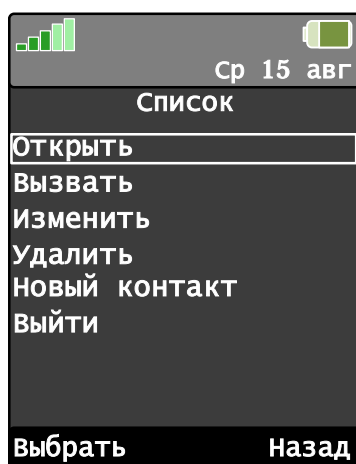 Ср 15 авг
Список
Открыть
Вызвать
Изменить
Удалить
Новый контакт
Выйти
Выбрать Назад